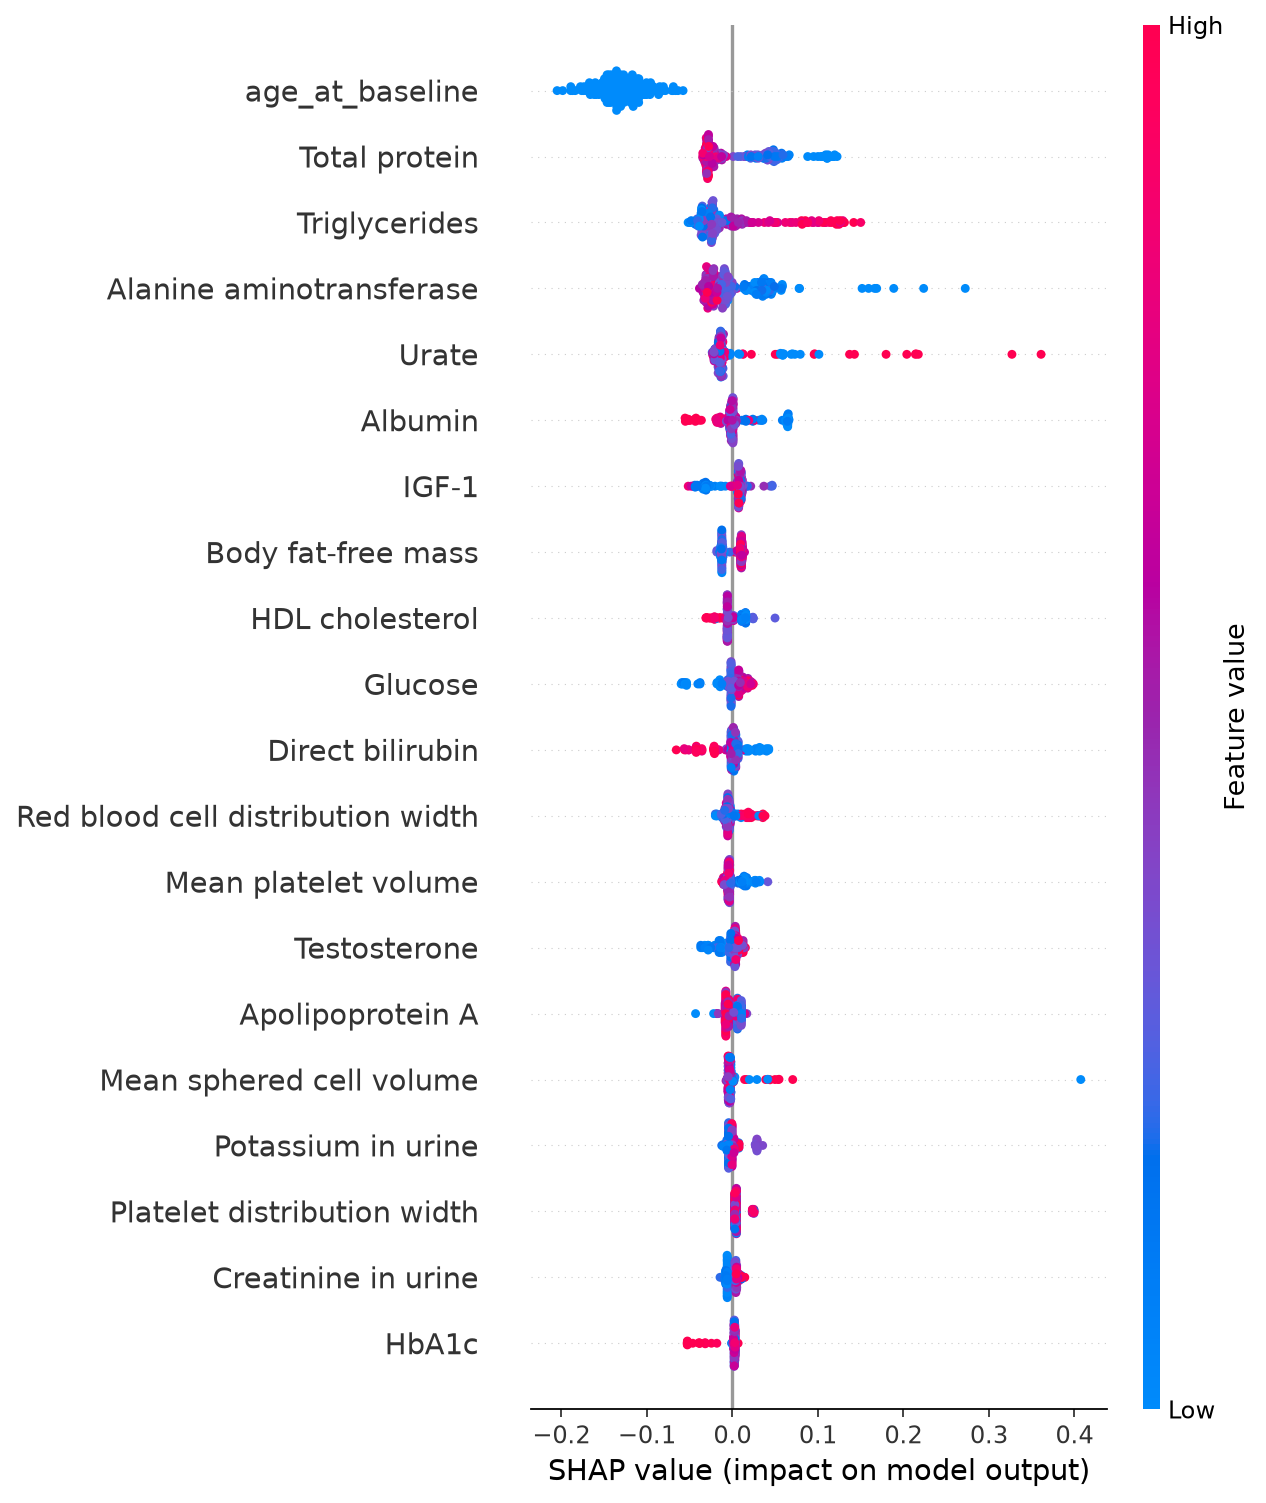 High
age_at_baseline
Total protein
Triglycerides
Alanine aminotransferase
Urate
Albumin
IGF-1
Body fat-free mass
HDL cholesterol
Glucose
Direct bilirubin
Red blood cell distribution width
Mean platelet volume
Testosterone
Apolipoprotein A
Mean sphered cell volume
Potassium in urine
Platelet distribution width
Creatinine in urine
HbA1c
Feature value
Low
−0.2 −0.1 0.0 0.1 0.2 0.3 0.4
SHAP value (impact on model output)